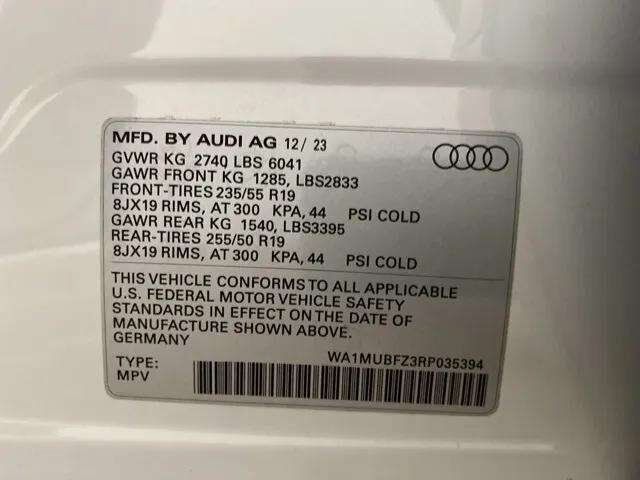 MFD. BY AUDI AG 12/ 23
GVWR KG 2740 LBS 6041
GAWR FRONT KG 1285, LBS2833
FRONT-TIRES 235/55 R19
8JX19 RIMS, AT 300 KPA, 44 PSI COLD
GAWR REAR KG 1540, LBS3395
REAR-TIRES 255/50 R19
8JX19 RIMS, AT 300 KPA, 44 PSI COLD
THIS VEHICLE CONFORMS TO ALL APPLICABLE
U.S. FEDERAL MOTOR VEHICLE SAFETY
STANDARDS IN EFFECT ON THE DATE OF
MANUFACTURE SHOWN ABOVE.
GERMANY
WA1MUBFZ3RP035394
TYPE:
MPV